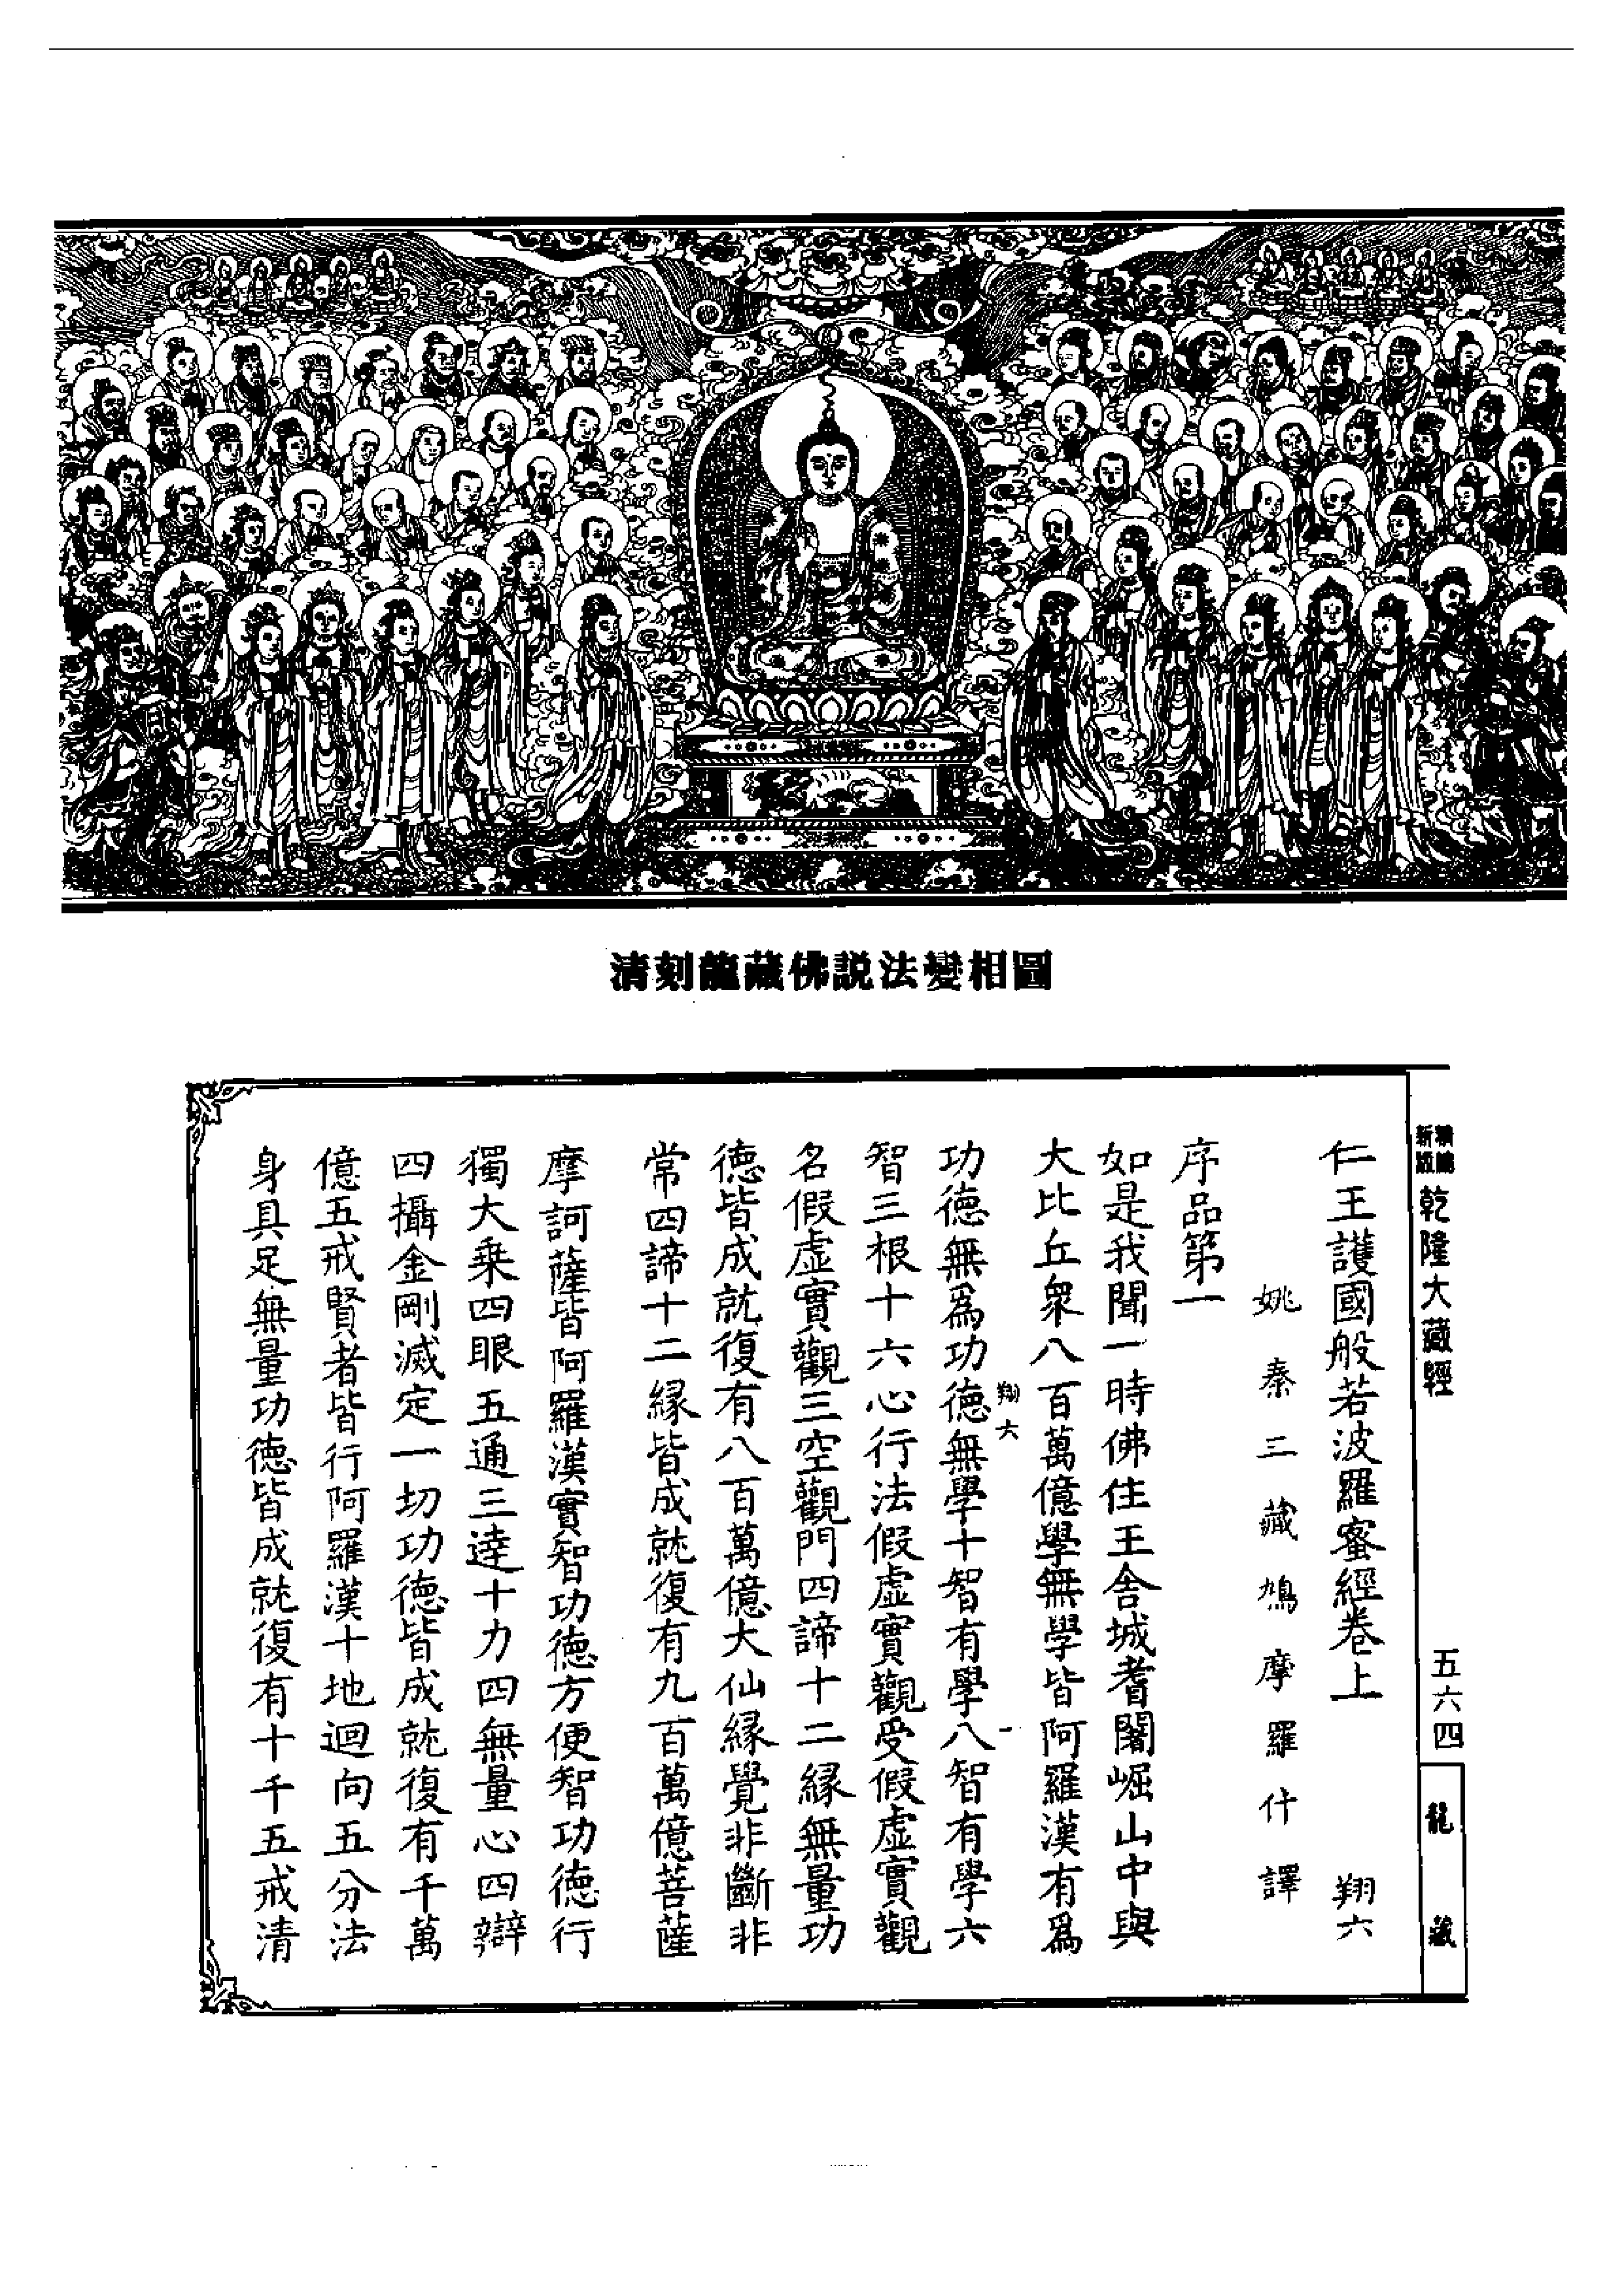 清刻龍藏佛説法變相圖
新版
乾隆大藏經
五六四
龍藏
仁王護國般若波羅蜜經卷上 翔六
姚秦三藏鳩摩羅什譯
序品第一
如是我聞一時佛住王舍城耆闍崛山中與
大比丘衆八百萬億學無學皆阿羅漢有爲
翔六 一
功德無爲功德無學十智有學八智有學六
智三根十六心行法假虛實觀受假虛實觀
名假虛實觀三空觀門四諦十二緣無量功
德皆成就復有八百萬億大仙緣覺非斷非
常四諦十二緣皆成就復有九百萬億菩薩
摩訶薩皆阿羅漢實智功德方便智功德行
獨大乘四眼五通三達十力四無量心四辯
四攝金剛滅定一切功德皆成就復有千萬
億五戒賢者皆行阿羅漢十地迴向五分法
身具足無量功德皆成就復有十千五戒清